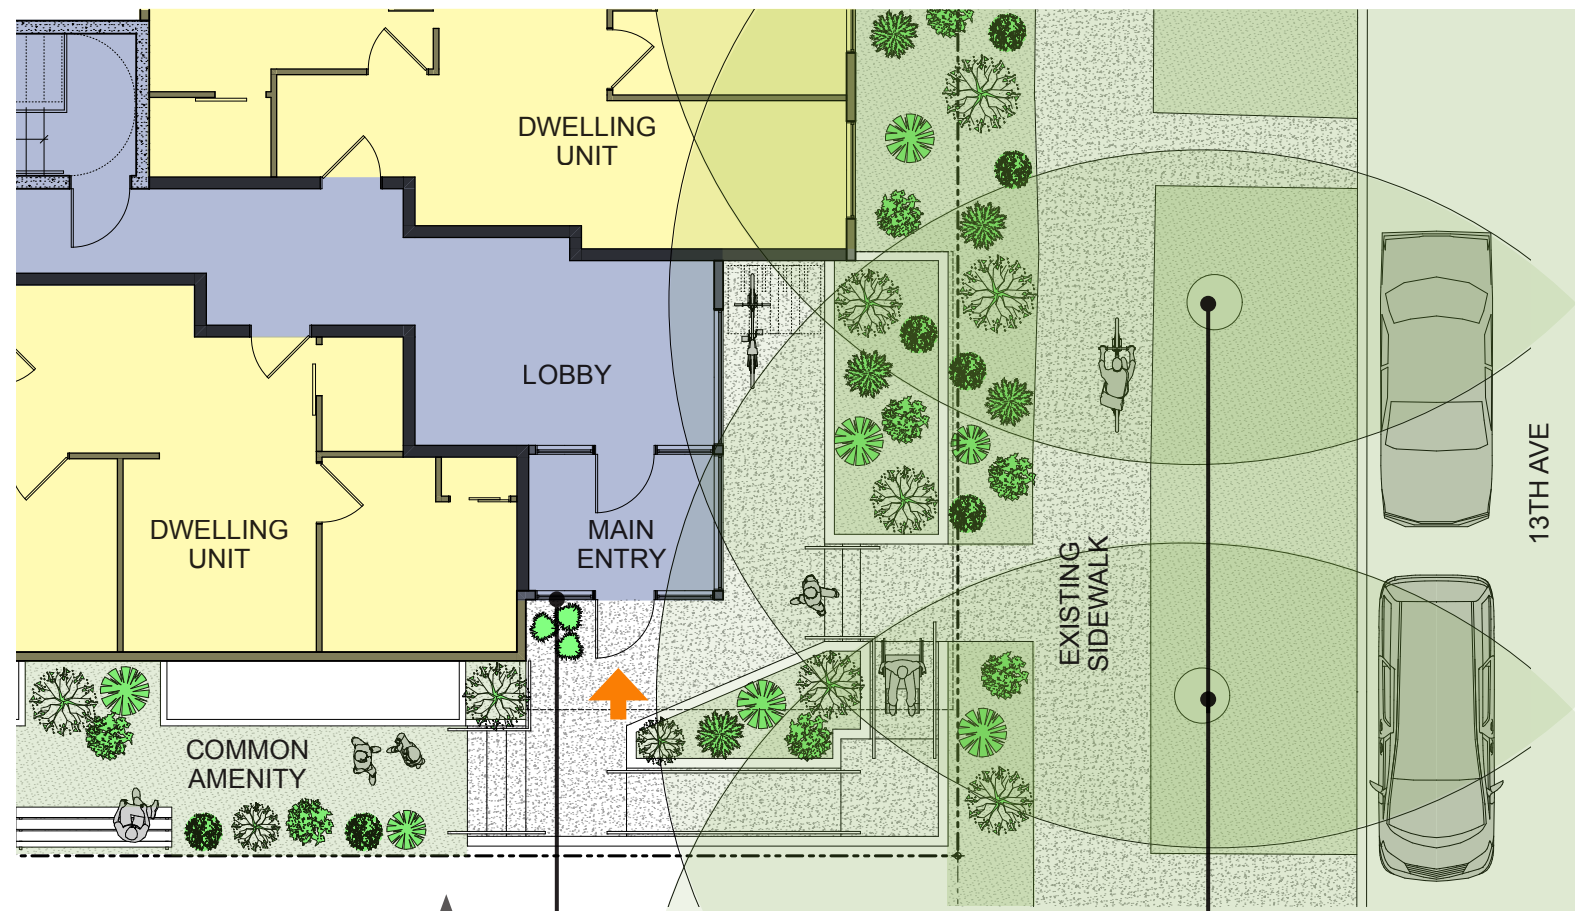 DWELLING
UNIT
LOBBY
MAIN
ENTRY
DWELLING
UNIT
COMMON
AMENITY
EXISTING
SIDEWALK
13TH AVE